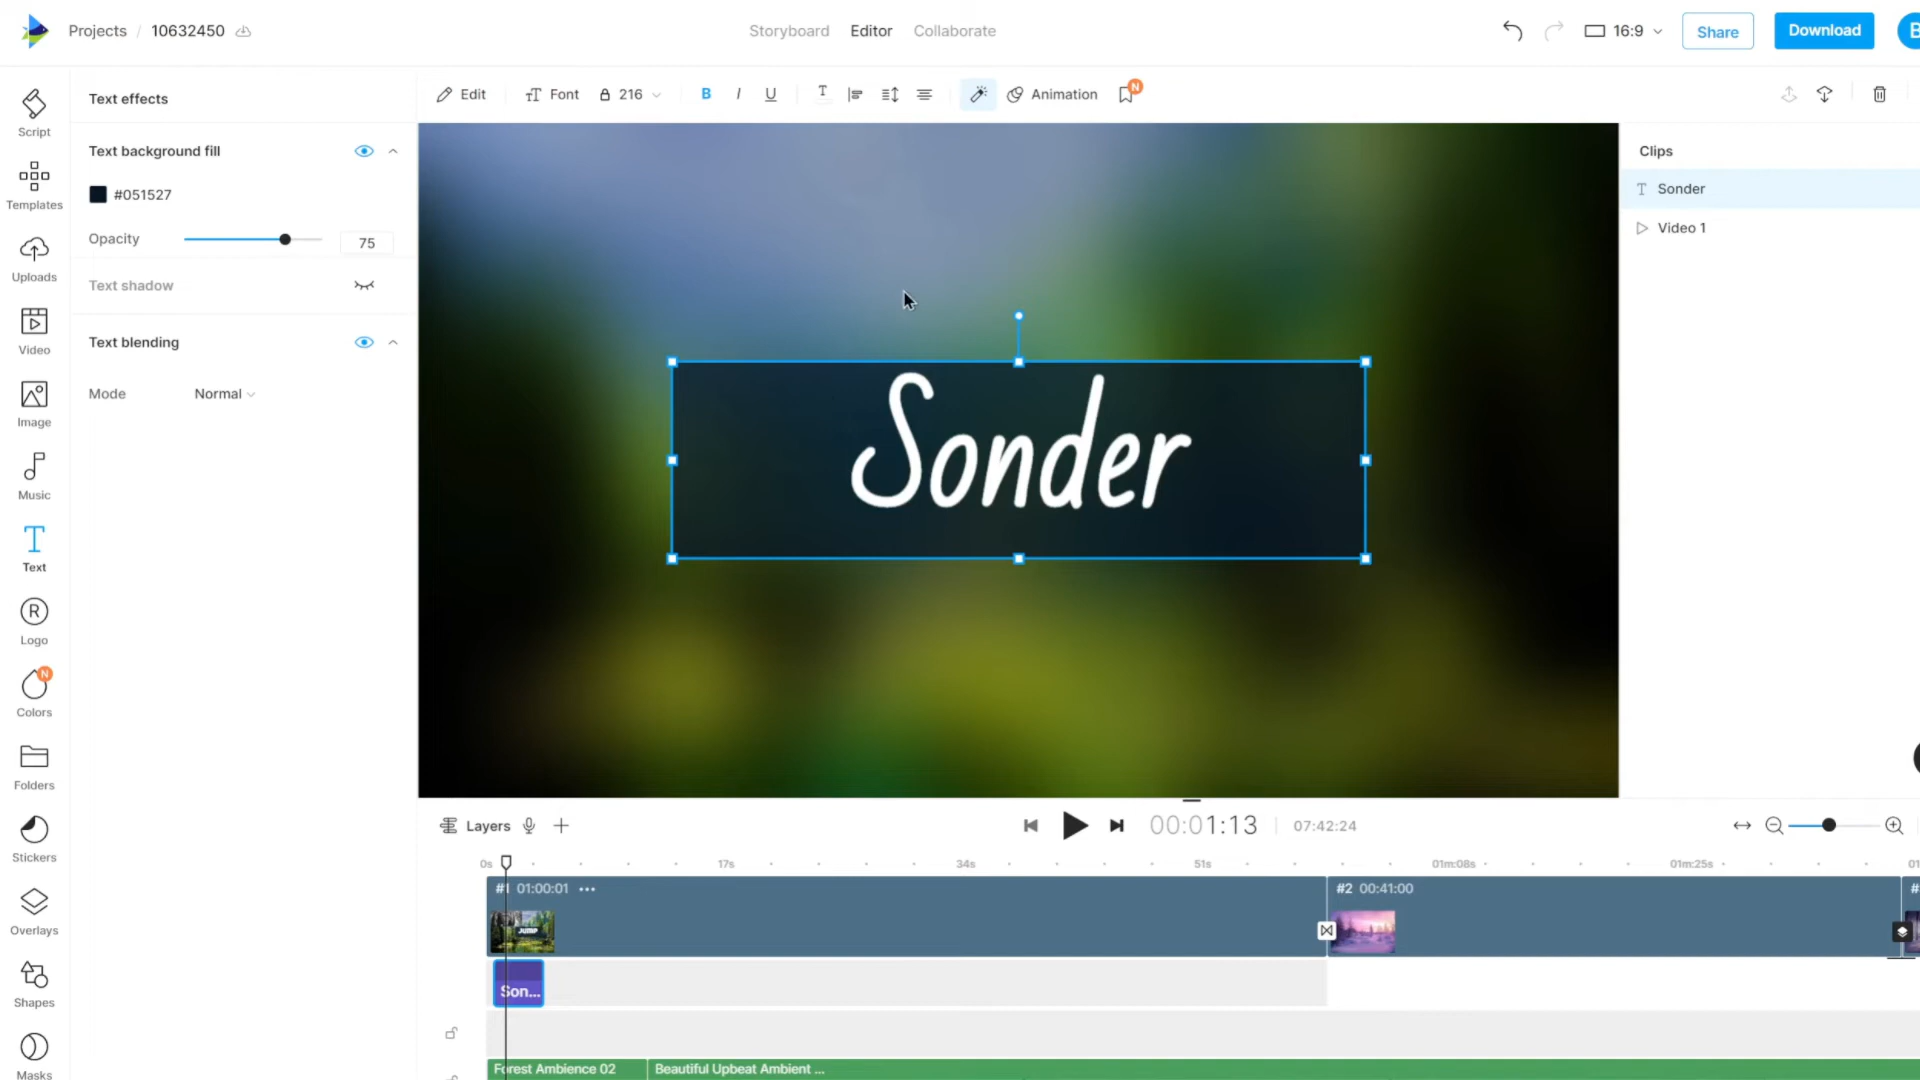 Projects / 10632450
Storyboard Editor Collaborate
16:9
Share
Download
B
Text effects
Edit
Font
216
B I U
T
Animation
N
Script
Templates
Uploads
Video
Image
Music
Text
Logo
Colors
N
Folders
Stickers
Overlays
Shapes
Masks
Text background fill
#051527
Opacity
75
Text shadow
Text blending
Mode
Normal
Sonder
Clips
Sonder
Video 1
Layers
00:01:13
07:42:24
0s
17s
34s
51s
01m:08s
01m:25s
01
#1 01:00:01 •••
JUMP
#2 00:41:00
#
Son...
Forest Ambience 02
Beautiful Upbeat Ambient ...